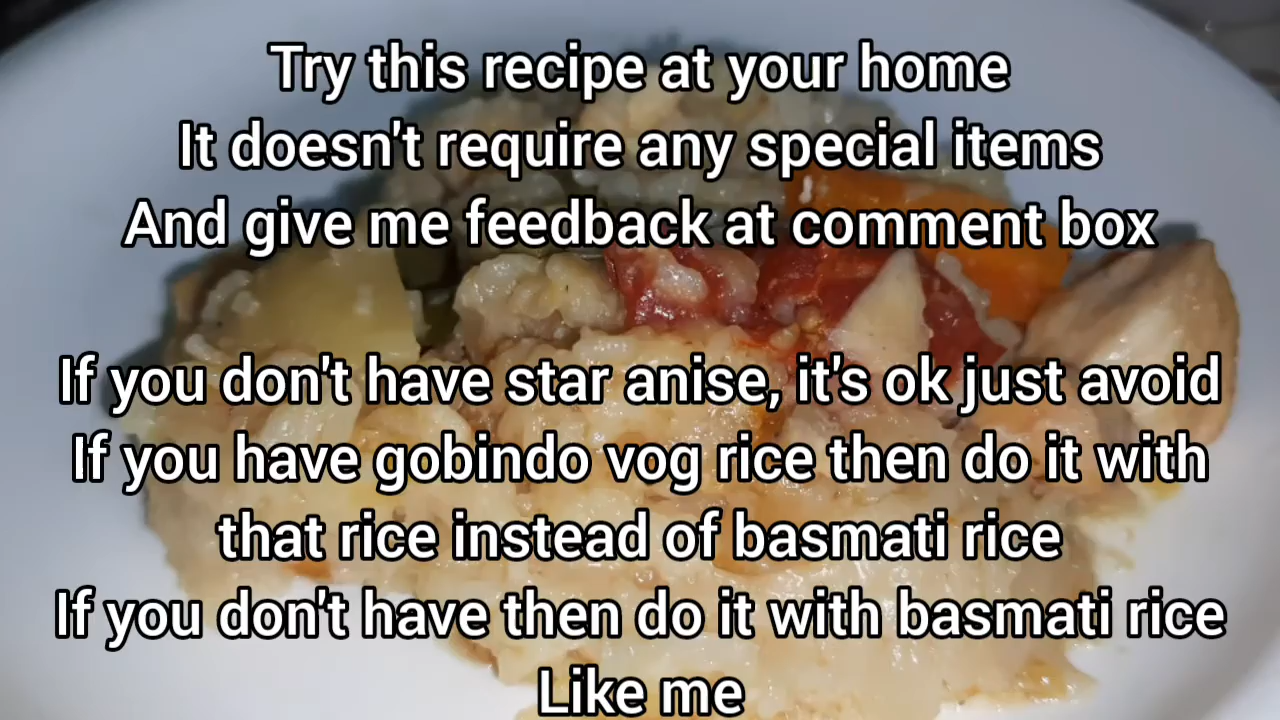 Try this recipe at your home
It doesn't require any special items
And give me feedback at comment box
If you don't have star anise, it's ok just avoid
If you have gobindo vog rice then do it with
that rice instead of basmati rice
If you don't have then do it with basmati rice
Like me